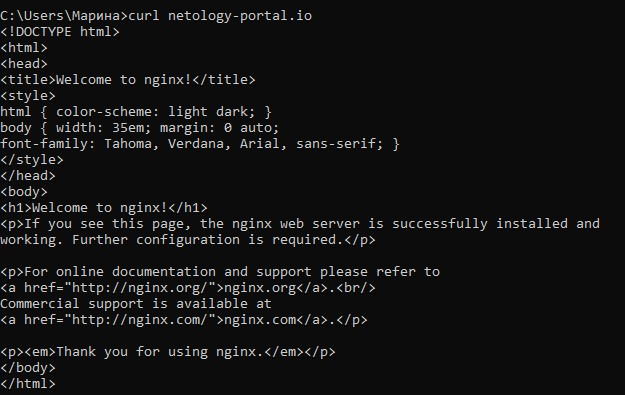 C:\Users\Марина>curl netology-portal.io
<!DOCTYPE html>
<html>
<head>
<title>Welcome to nginx!</title>
<style>
html { color-scheme: light dark; }
body { width: 35em; margin: 0 auto;
font-family: Tahoma, Verdana, Arial, sans-serif; }
</style>
</head>
<body>
<h1>Welcome to nginx!</h1>
<p>If you see this page, the nginx web server is successfully installed and
working. Further configuration is required.</p>

<p>For online documentation and support please refer to
<a href="http://nginx.org/">nginx.org</a>.<br/>
Commercial support is available at
<a href="http://nginx.com/">nginx.com</a>.</p>

<p><em>Thank you for using nginx.</em></p>
</body>
</html>